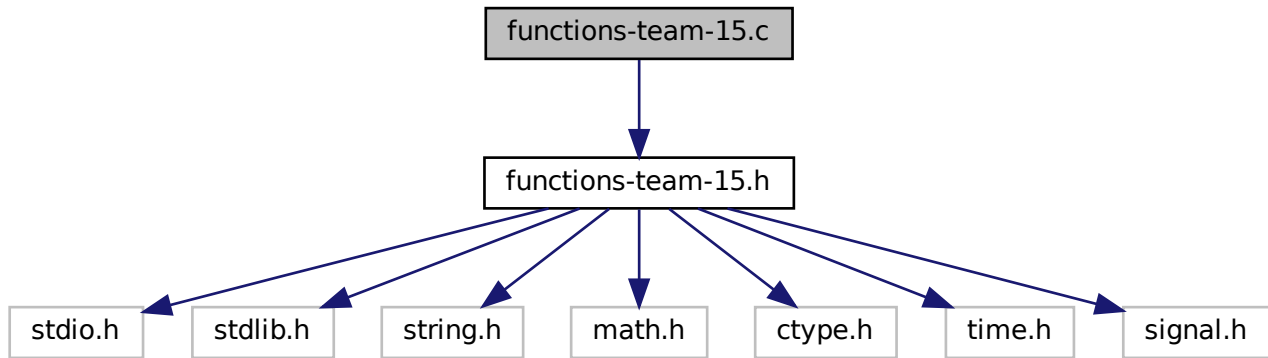 functions-team-15.c
functions-team-15.h
stdio.h
stdlib.h
string.h
math.h
ctype.h
time.h
signal.h